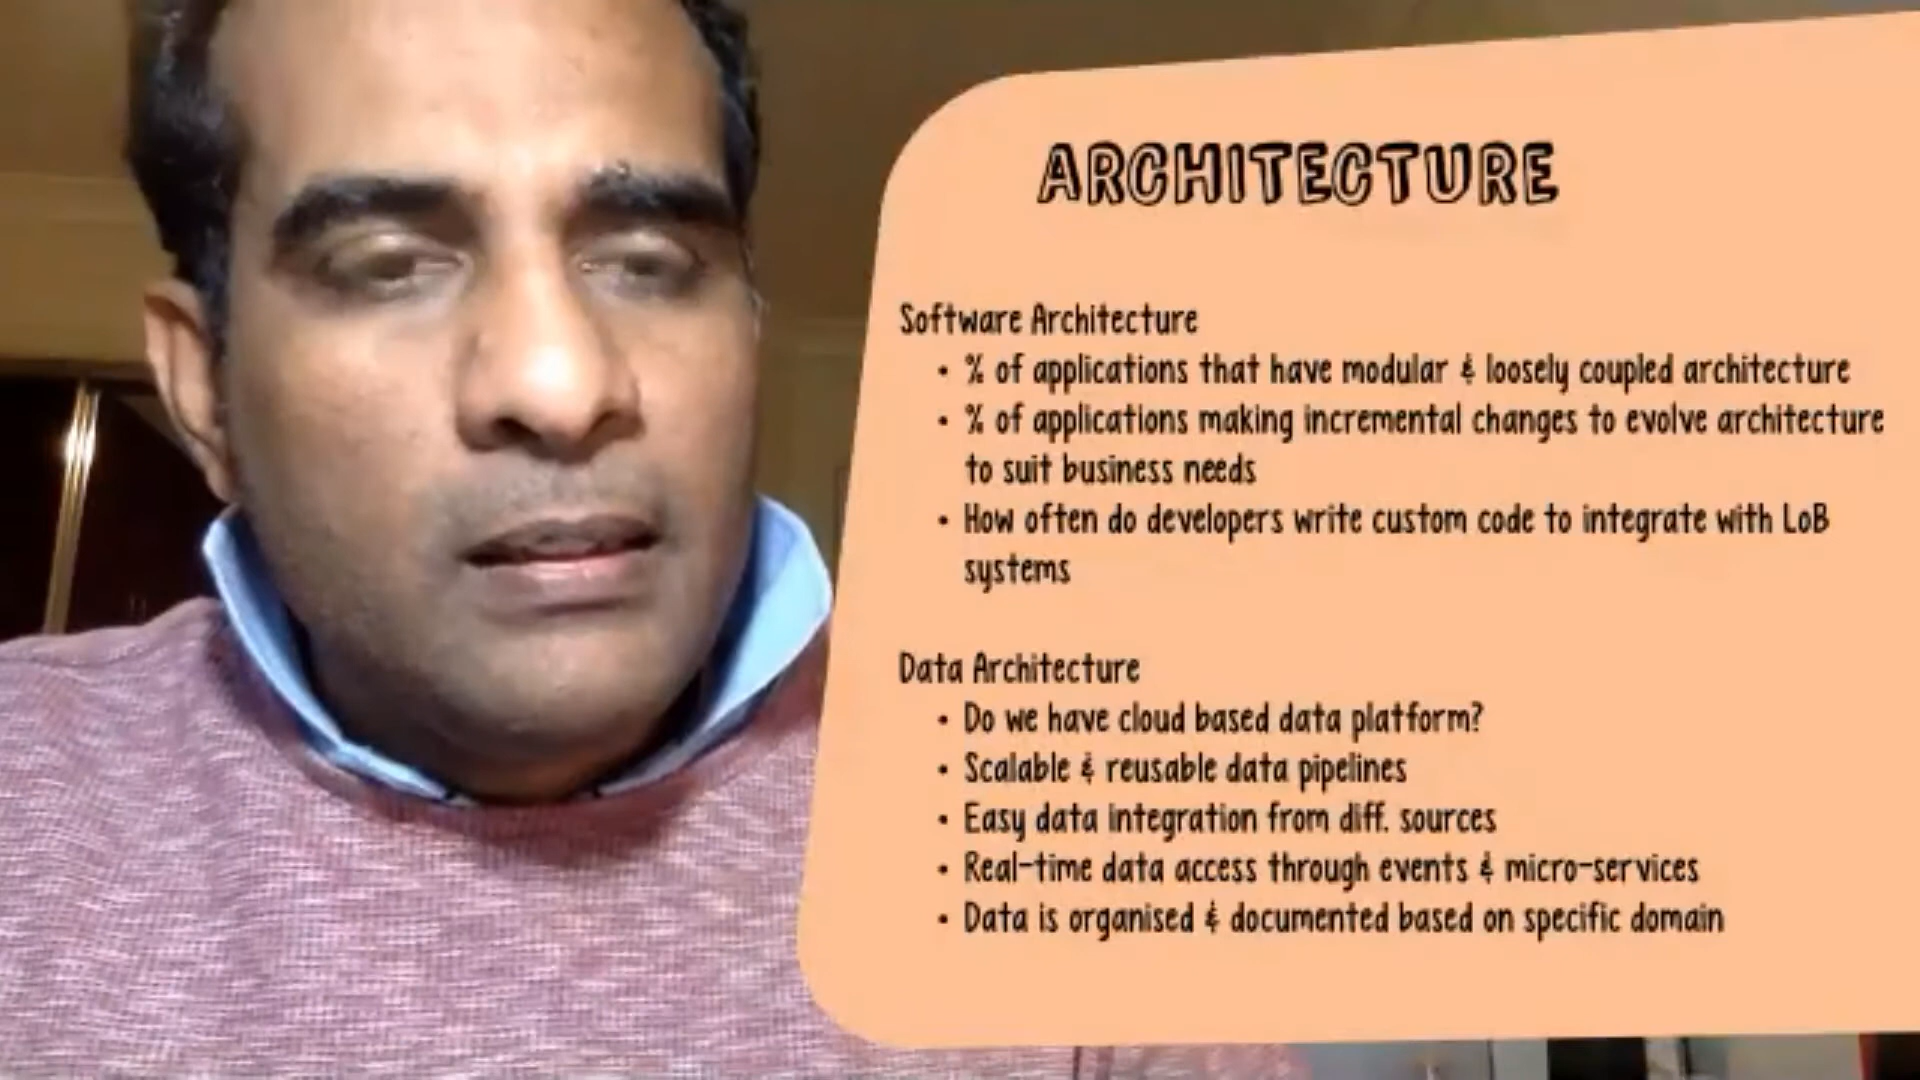 ARCHITECTURE
Software Architecture
• % of applications that have modular & loosely coupled architecture
• % of applications making incremental changes to evolve architecture
to suit business needs
• How often do developers write custom code to integrate with LoB
systems
Data Architecture
• Do we have cloud based data platform?
• Scalable & reusable data pipelines
• Easy data integration from diff. sources
• Real-time data access through events & micro-services
• Data is organised & documented based on specific domain